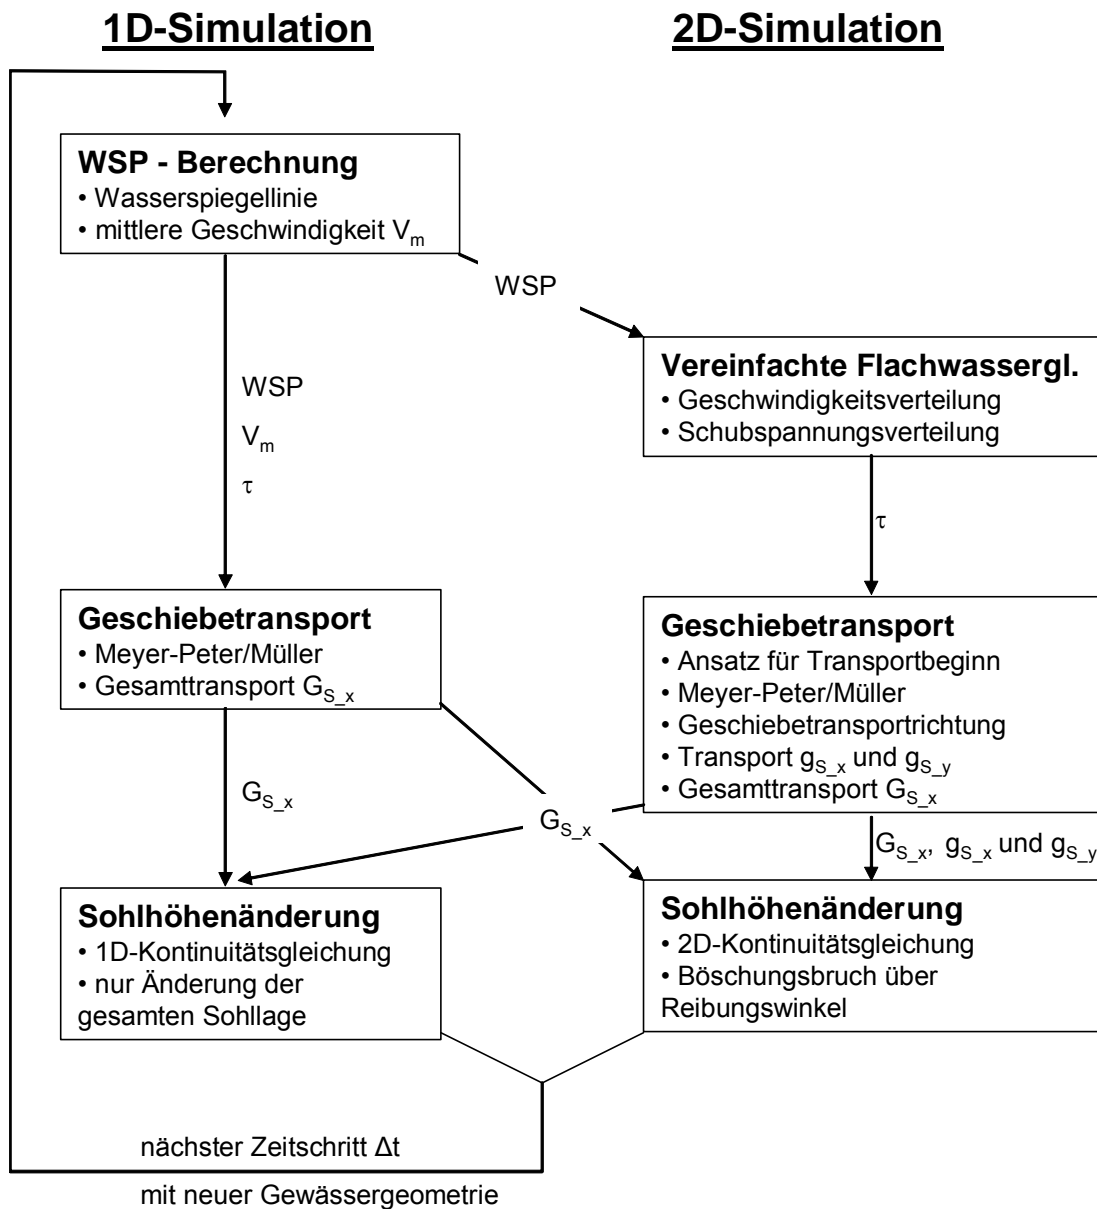 1D-Simulation
2D-Simulation
WSP - Berechnung
• Wasserspiegellinie
• mittlere Geschwindigkeit V_m
WSP
Vereinfachte Flachwassergl.
• Geschwindigkeitsverteilung
• Schubspannungsverteilung
WSP
V_m
τ
τ
Geschiebetransport
• Meyer-Peter/Müller
• Gesamttransport G_S_x
Geschiebetransport
• Ansatz für Transportbeginn
• Meyer-Peter/Müller
• Geschiebetransportrichtung
• Transport g_S_x und g_S_y
• Gesamttransport G_S_x
G_S_x
G_S_x
G_S_x, g_S_x und g_S_y
Sohlhöhenänderung
• 1D-Kontinuitätsgleichung
• nur Änderung der
gesamten Sohllage
Sohlhöhenänderung
• 2D-Kontinuitätsgleichung
• Böschungsbruch über
Reibungswinkel
nächster Zeitschritt Δt
mit neuer Gewässergeometrie